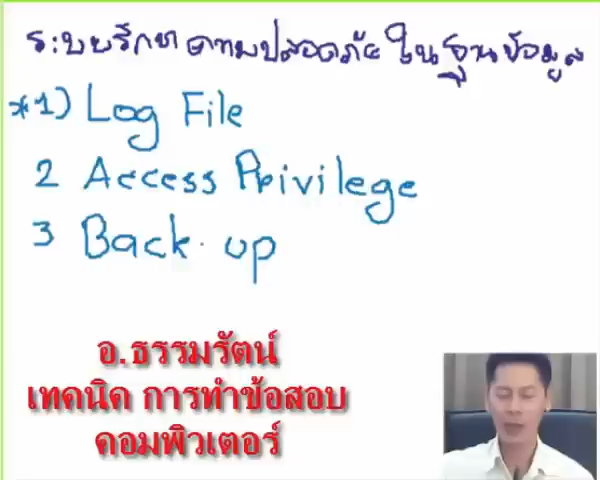 ระบบรักษาความปลอดภัยในฐานข้อมูล
*1) Log File
2 Access Privilege
3 Back up
อ.ธรรมรัตน์
เทคนิค การทำข้อสอบ
คอมพิวเตอร์